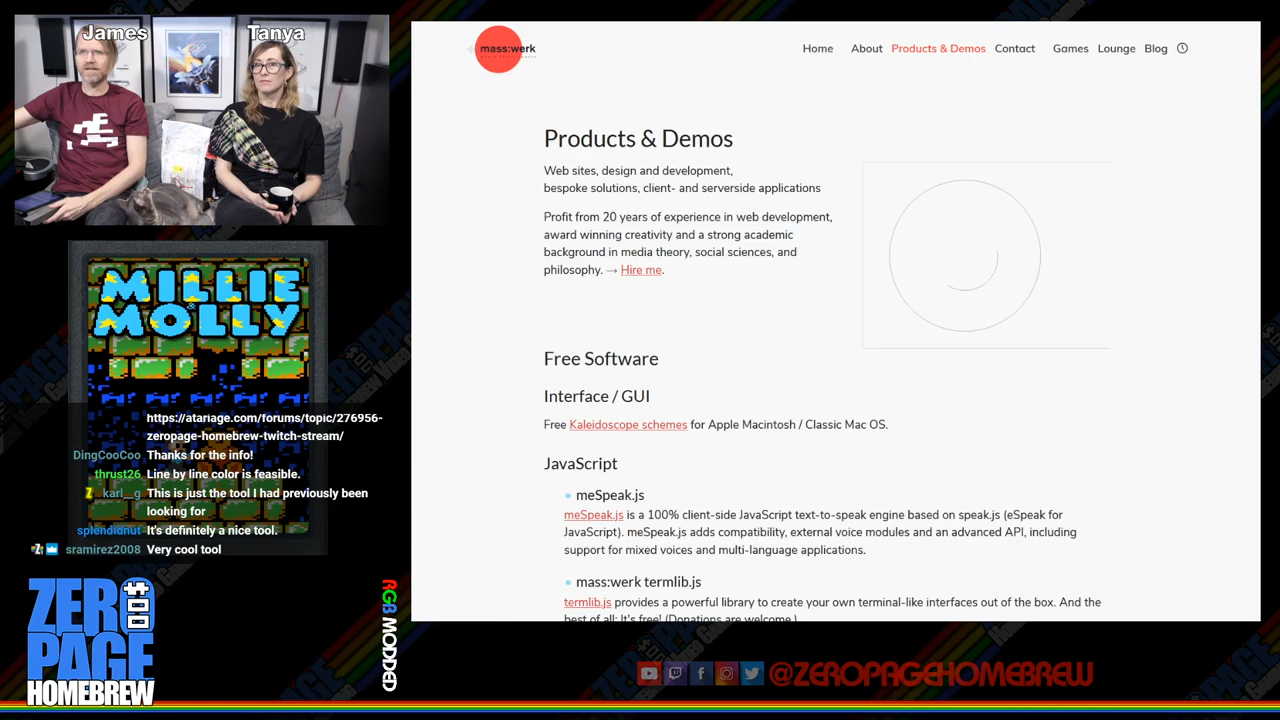 James
Tanya
MILLIE
MOLLY
https://atariage.com/forums/topic/276956-
zeropage-homebrew-twitch-stream/
DingCooCoo Thanks for the info!
thrust26 Line by line color is feasible.
karl__g This is just the tool I had previously been
looking for
splendidnut It's definitely a nice tool.
sramirez2008 Very cool tool
ZERO
PAGE
HOMEBREW
RGB MODDED
mass:werk
Home About Products & Demos Contact Games Lounge Blog
Products & Demos
Web sites, design and development,
bespoke solutions, client- and serverside applications
Profit from 20 years of experience in web development,
award winning creativity and a strong academic
background in media theory, social sciences, and
philosophy. → Hire me.
Free Software
Interface / GUI
Free Kaleidoscope schemes for Apple Macintosh / Classic Mac OS.
JavaScript
meSpeak.js
meSpeak.js is a 100% client-side JavaScript text-to-speak engine based on speak.js (eSpeak for
JavaScript). meSpeak.js adds compatibility, external voice modules and an advanced API, including
support for mixed voices and multi-language applications.
mass:werk termlib.js
termlib.js provides a powerful library to create your own terminal-like interfaces out of the box. And the
best of all: It's free! (Donations are welcome.)
@ZEROPAGEHOMEBREW